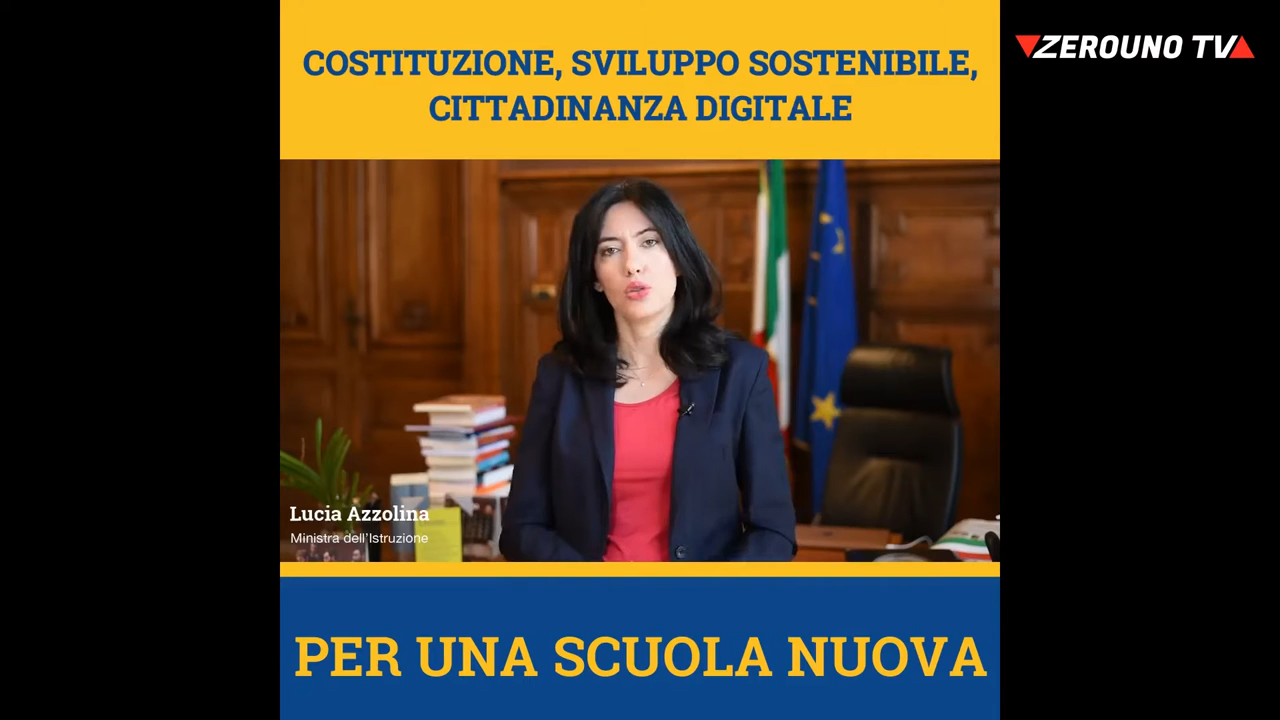 COSTITUZIONE, SVILUPPO SOSTENIBILE,
CITTADINANZA DIGITALE
ZEROUNO TV
Lucia Azzolina
Ministra dell'Istruzione
PER UNA SCUOLA NUOVA